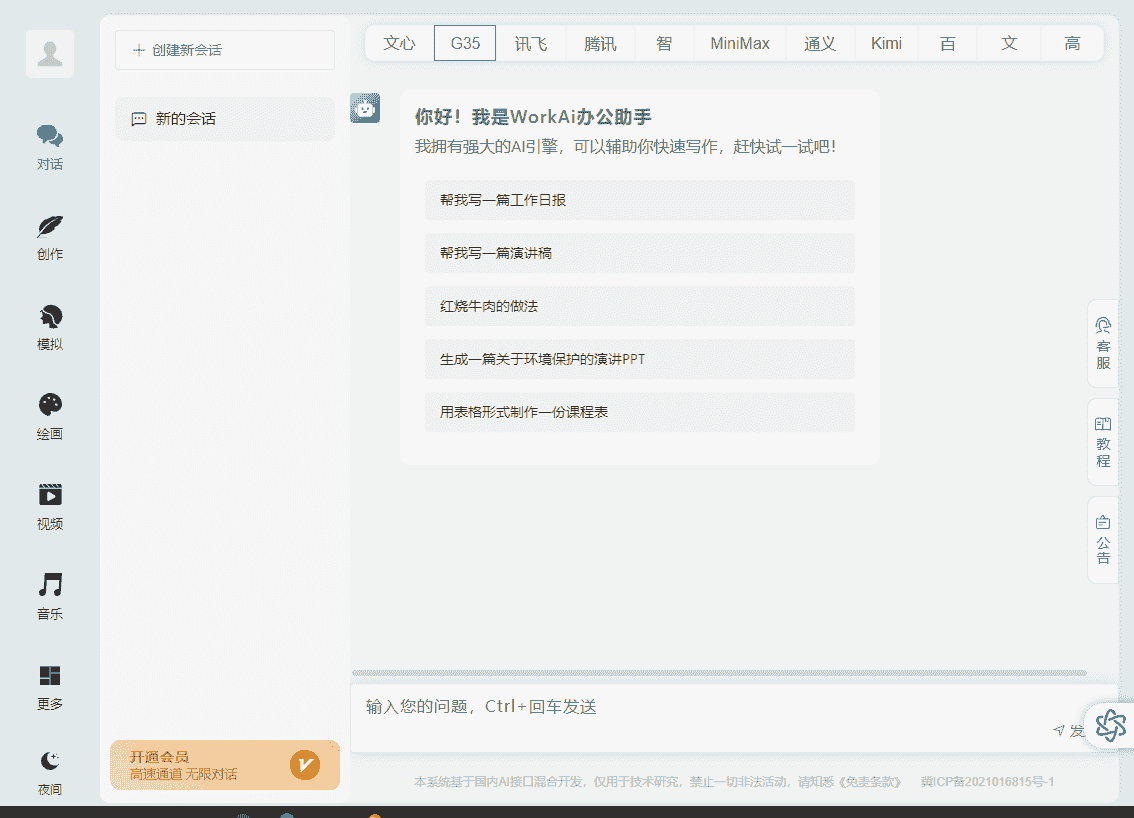 对话
创作
模拟
绘画
视频
音乐
更多
夜间
创建新会话
新的会话
开通会员
高速通道 无限对话
文心 G35 讯飞 腾讯 智 MiniMax 通义 Kimi 百 文 高
你好！我是WorkAi办公助手
我拥有强大的AI引擎，可以辅助你快速写作，赶快试一试吧！
帮我写一篇工作日报
帮我写一篇演讲稿
红烧牛肉的做法
生成一篇关于环境保护的演讲PPT
用表格形式制作一份课程表
客服
教程
公告
输入您的问题，Ctrl+回车发送
发
本系统基于国内AI接口混合开发，仅用于技术研究，禁止一切非法活动，请知悉《免责条款》 冀ICP备2021016815号-1